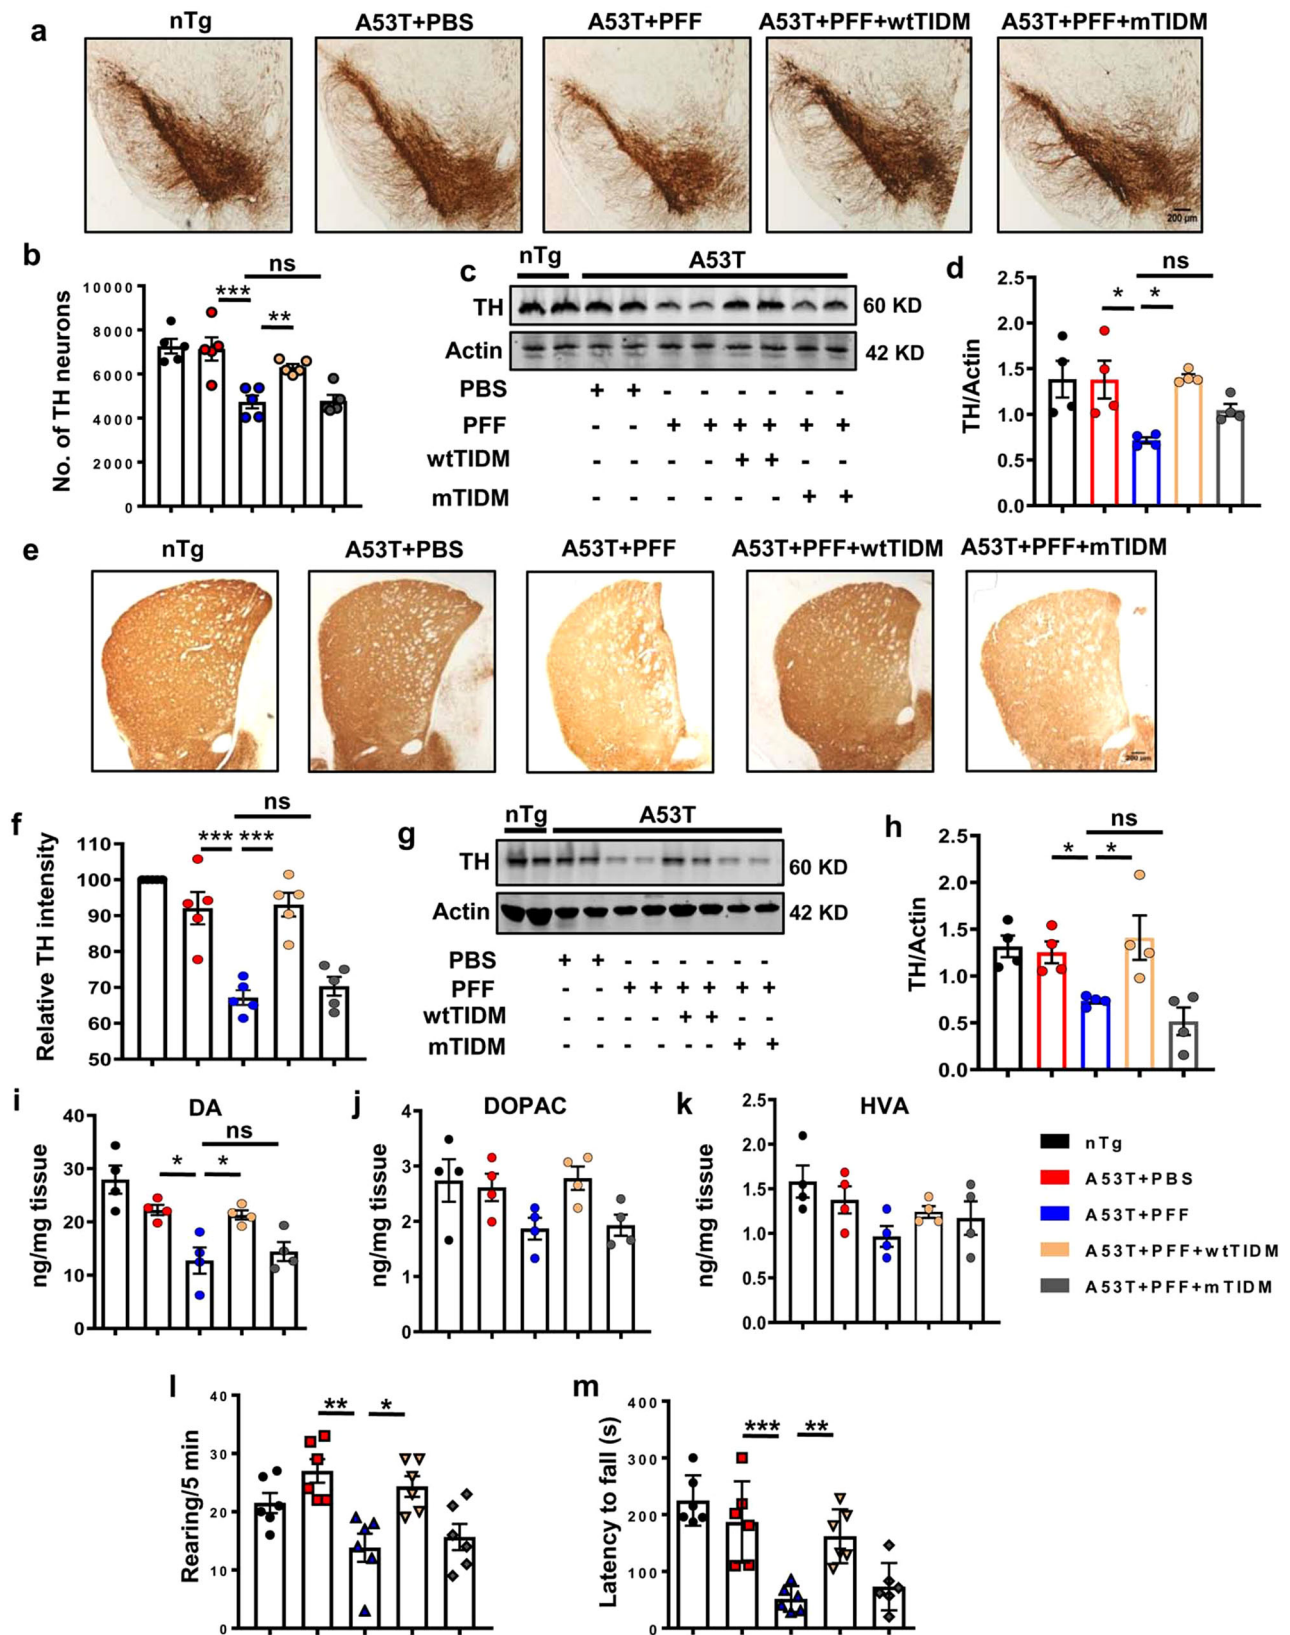 a
nTg A53T+PBS A53T+PFF A53T+PFF+wtTIDM A53T+PFF+mTIDM
200 μm
b
No. of TH neurons
10000
8000
6000
4000
2000
0
*** ** ns
c
nTg A53T
TH 60 KD
Actin 42 KD
PBS + + - - - - - -
PFF - - + + + + + +
wtTIDM - - - - + + - -
mTIDM - - - - - - + +
d
TH/Actin
2.5
2.0
1.5
1.0
0.5
0.0
* * ns
e
nTg A53T+PBS A53T+PFF A53T+PFF+wtTIDM A53T+PFF+mTIDM
200 μm
f
Relative TH intensity
110
100
90
80
70
60
50
*** *** ns
g
nTg A53T
TH 60 KD
Actin 42 KD
PBS + + - - - - - -
PFF - - + + + + + +
wtTIDM - - - - + + - -
mTIDM - - - - - - + +
h
TH/Actin
2.5
2.0
1.5
1.0
0.5
0.0
* * ns
i
DA
ng/mg tissue
40
30
20
10
0
* * ns
j
DOPAC
ng/mg tissue
4
3
2
1
0
k
HVA
ng/mg tissue
2.5
2.0
1.5
1.0
0.5
0.0
nTg
A53T+PBS
A53T+PFF
A53T+PFF+wtTIDM
A53T+PFF+mTIDM
l
Rearing/5 min
40
30
20
10
0
** *
m
Latency to fall (s)
400
300
200
100
0
*** **